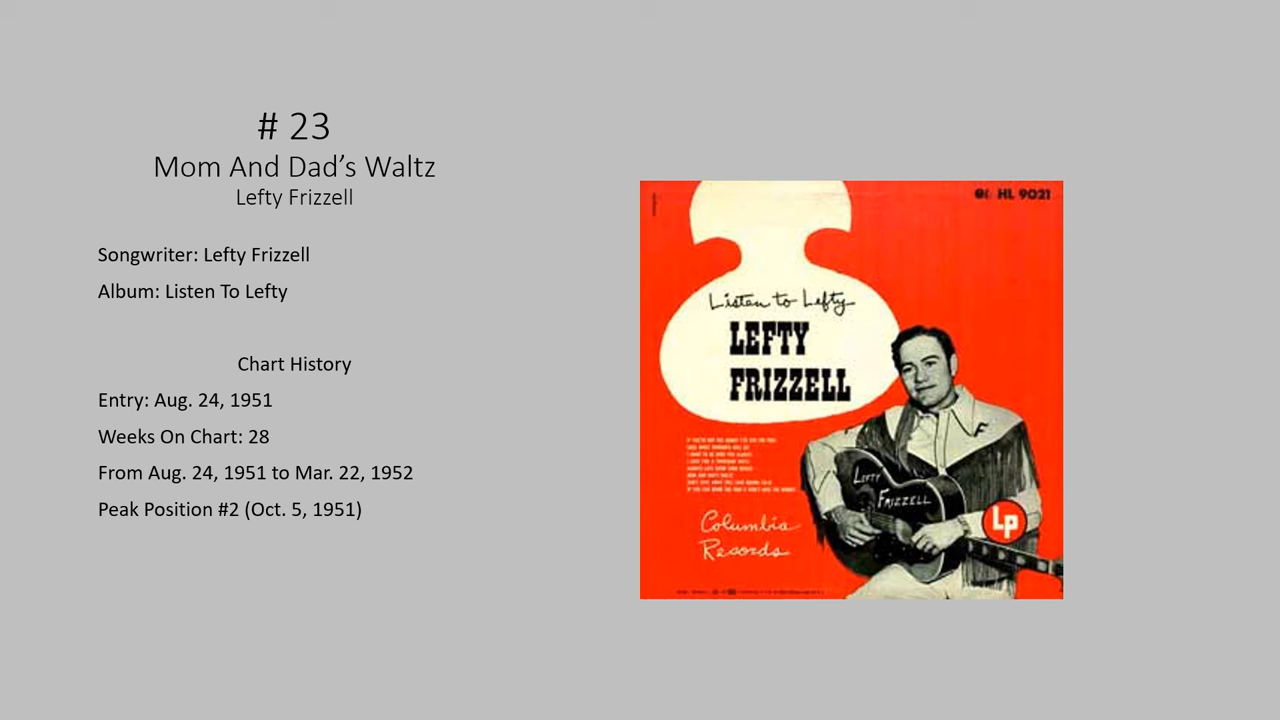 # 23
Mom And Dad’s Waltz
Lefty Frizzell
Songwriter: Lefty Frizzell
Album: Listen To Lefty
Chart History
Entry: Aug. 24, 1951
Weeks On Chart: 28
From Aug. 24, 1951 to Mar. 22, 1952
Peak Position #2 (Oct. 5, 1951)
HL 9021
Listen to Lefty
LEFTY
FRIZZELL
LEFTY
FRIZZELL
Columbia
Records
Lp